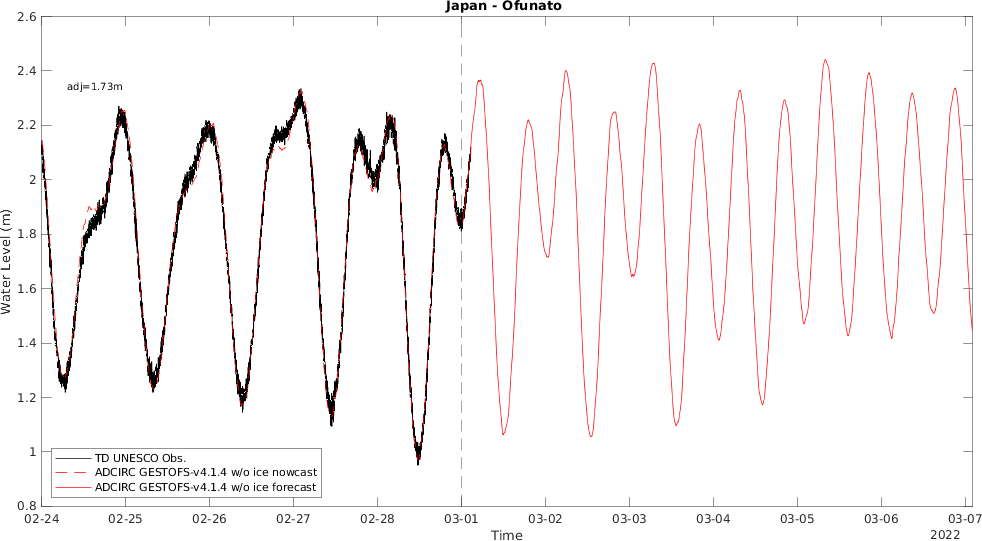 Japan - Ofunato
2.6
2.4
2.2
2
1.8
1.6
1.4
1.2
1
0.8
Water Level (m)
adj=1.73m
TD UNESCO Obs.
ADCIRC GESTOFS-v4.1.4 w/o ice nowcast
ADCIRC GESTOFS-v4.1.4 w/o ice forecast
02-24 02-25 02-26 02-27 02-28 03-01 03-02 03-03 03-04 03-05 03-06 03-07
Time
2022